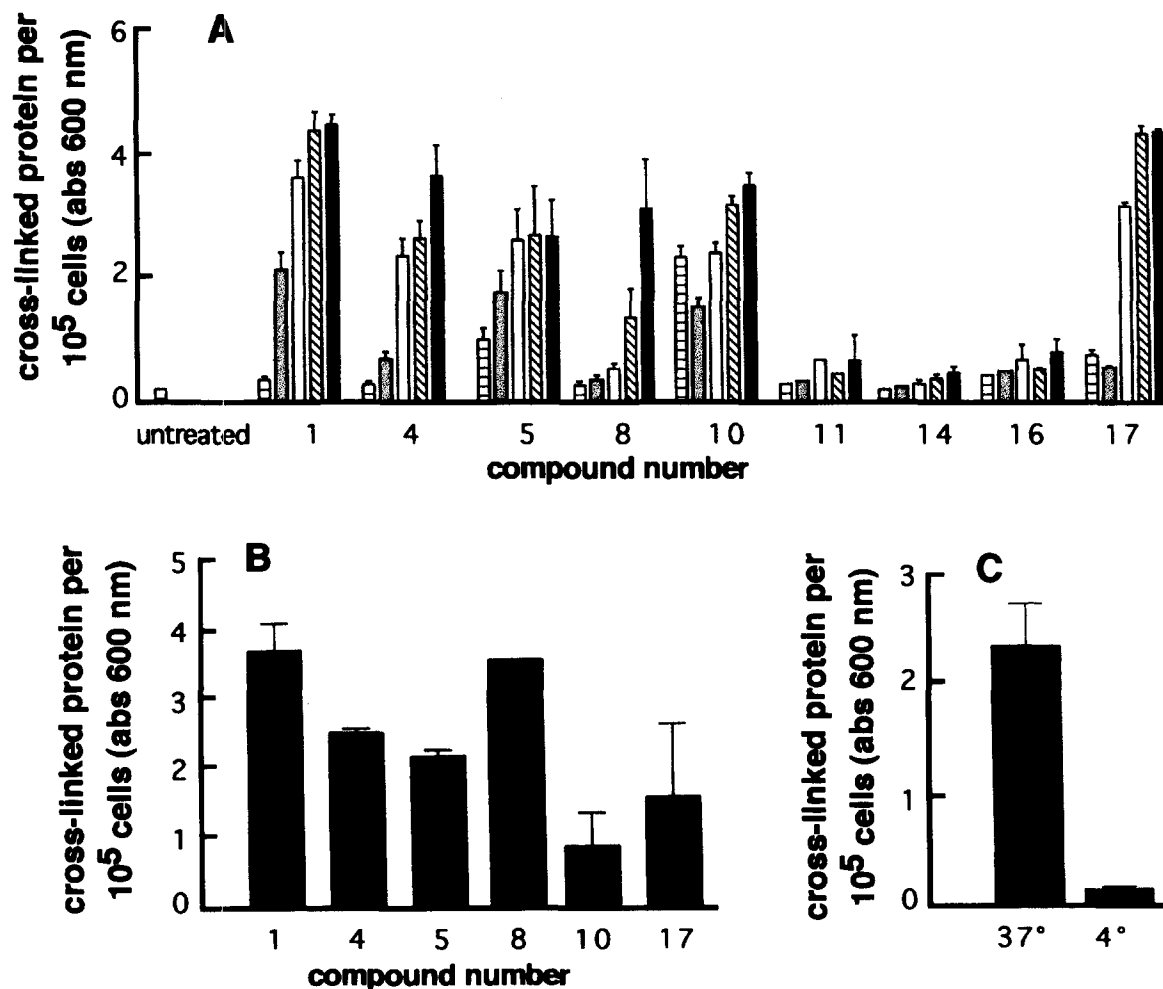 A
cross-linked protein per
10⁵ cells (abs 600 nm)
6
4
2
0
untreated 1 4 5 8 10 11 14 16 17
compound number
B
cross-linked protein per
10⁵ cells (abs 600 nm)
5
4
3
2
1
0
1 4 5 8 10 17
compound number
C
cross-linked protein per
10⁵ cells (abs 600 nm)
3
2
1
0
37° 4°